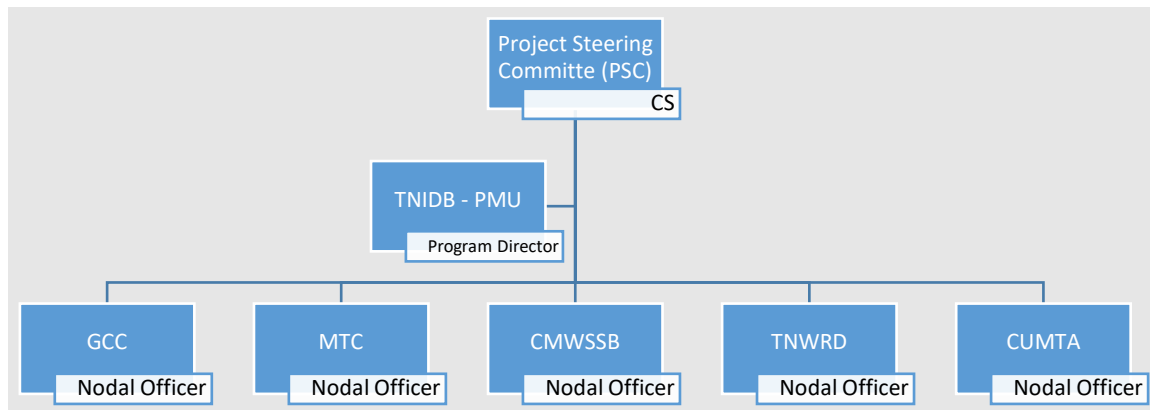 Project Steering
Committe (PSC)
CS
TNIDB - PMU
Program Director
GCC
Nodal Officer
MTC
Nodal Officer
CMWSSB
Nodal Officer
TNWRD
Nodal Officer
CUMTA
Nodal Officer